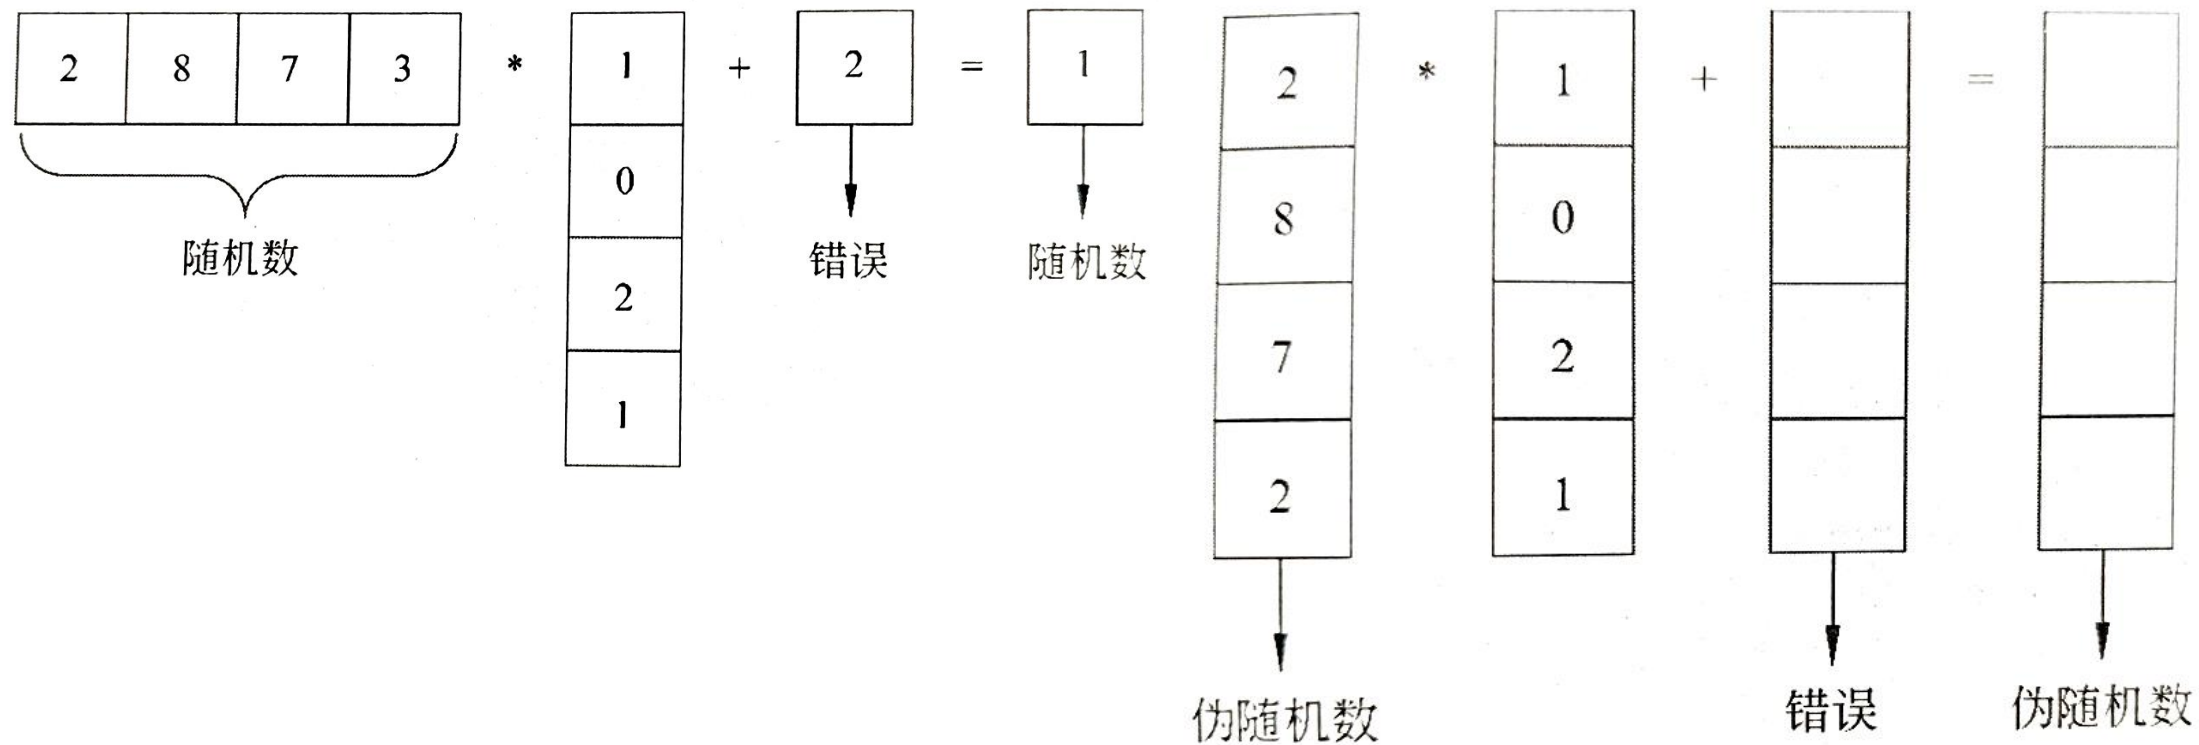 2 8 7 3 * 1 + 2 = 1
0
2
1
随机数
错误
随机数
2 * 1 + =
8 0
7 2
2 1
伪随机数
错误
伪随机数